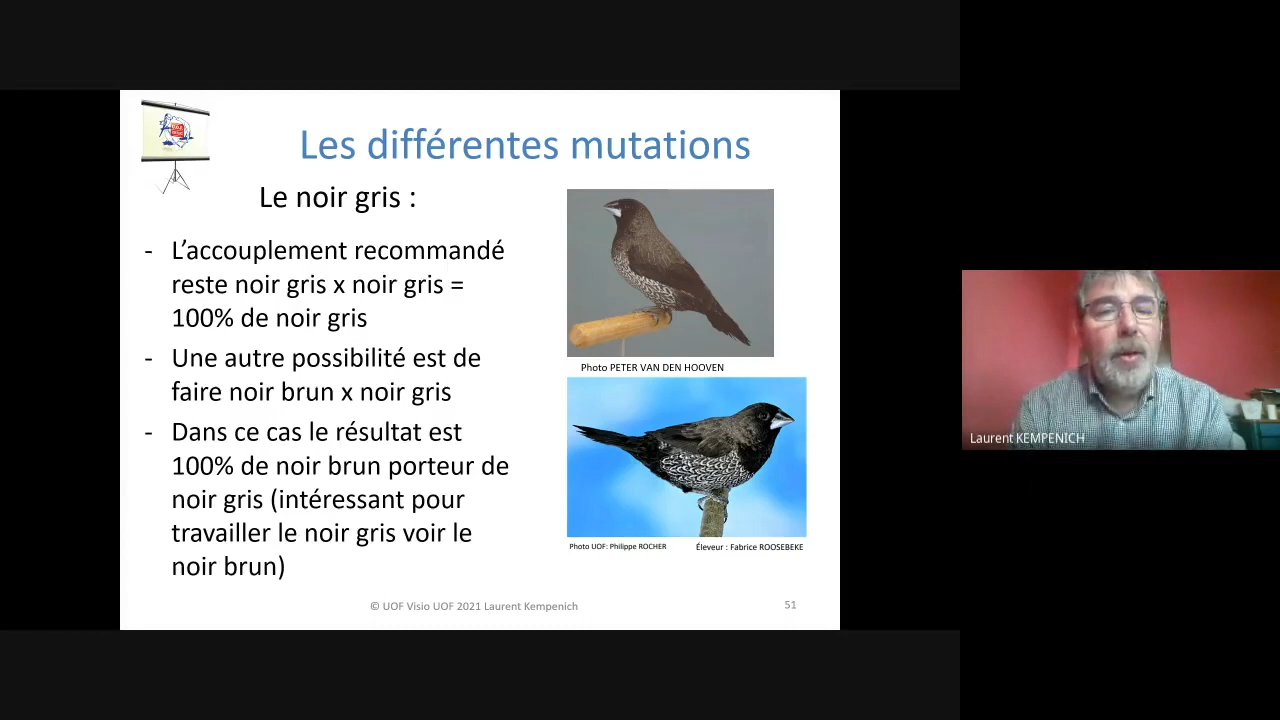 Les différentes mutations
Le noir gris :
- L’accouplement recommandé
reste noir gris x noir gris =
100% de noir gris
- Une autre possibilité est de
faire noir brun x noir gris
- Dans ce cas le résultat est
100% de noir brun porteur de
noir gris (intéressant pour
travailler le noir gris voir le
noir brun)
Photo PETER VAN DEN HOOVEN
Photo UOF: Philippe ROCHER Éleveur : Fabrice ROOSEBEKE
© UOF Visio UOF 2021 Laurent Kempenich
51
Laurent KEMPENICH